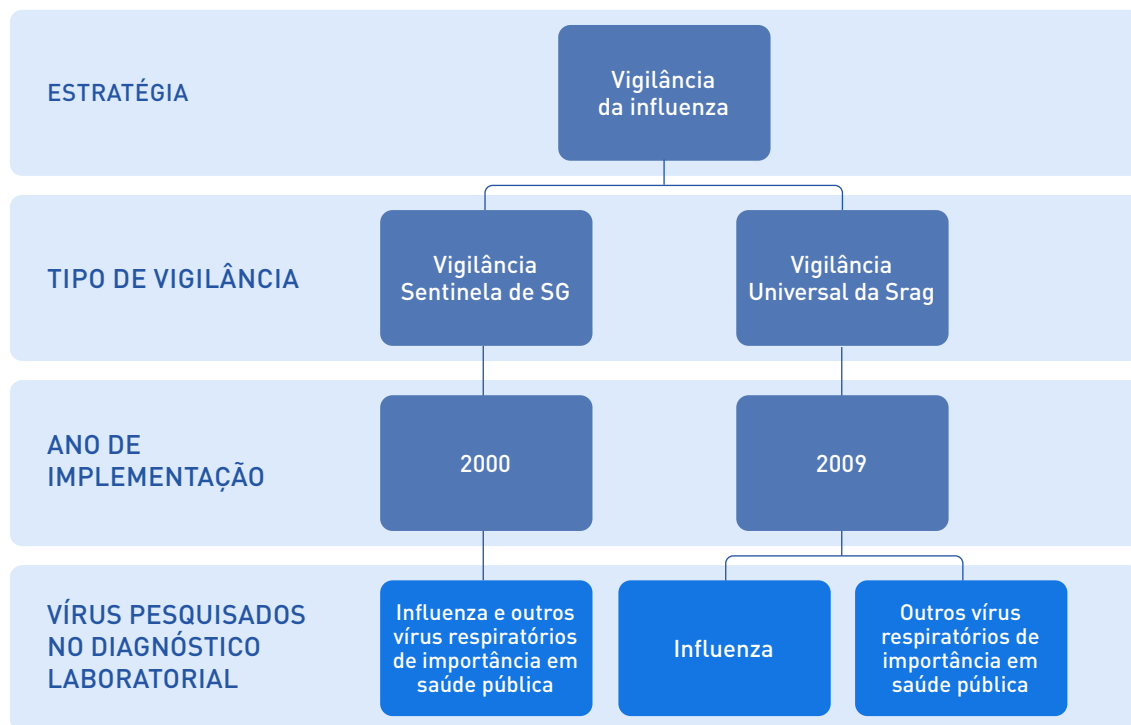 ESTRATÉGIA
Vigilância
da influenza
TIPO DE VIGILÂNCIA
Vigilância
Sentinela de SG
Vigilância
Universal da Srag
ANO DE
IMPLEMENTAÇÃO
2000
2009
VÍRUS PESQUISADOS
NO DIAGNÓSTICO
LABORATORIAL
Influenza e outros
vírus respiratórios
de importância em
saúde pública
Influenza
Outros vírus
respiratórios de
importância em
saúde pública